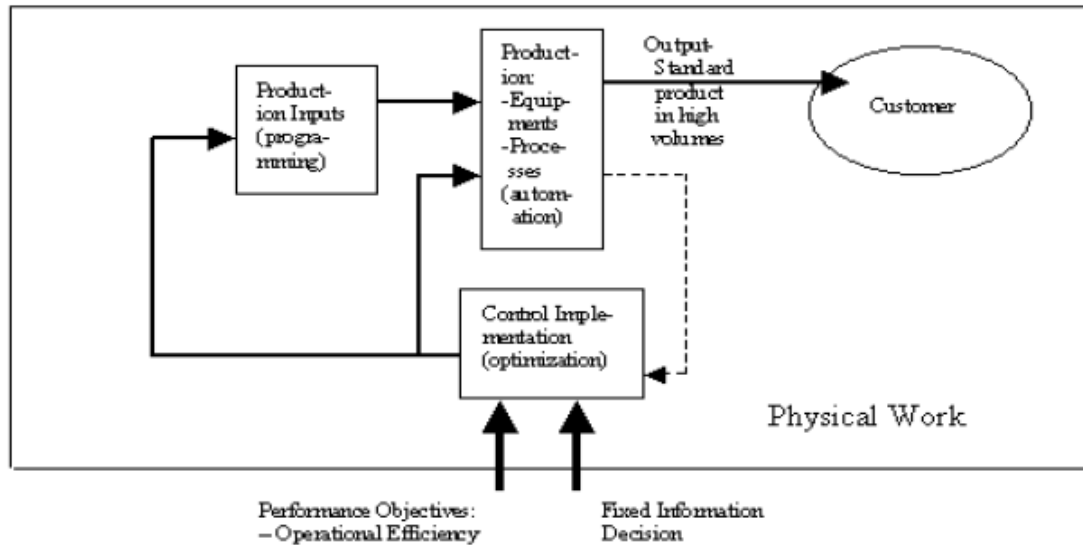 Product-
ion Inputs
(progra-
mming)
Product-
ion:
-Equip-
ments
-Proce-
sses
(autom-
ation)
Output-
Standard
product
in high
volumes
Customer
Control Imple-
mentation
(optimization)
Physical Work
Performance Objectives:
– Operational Efficiency
Fixed Information
Decision